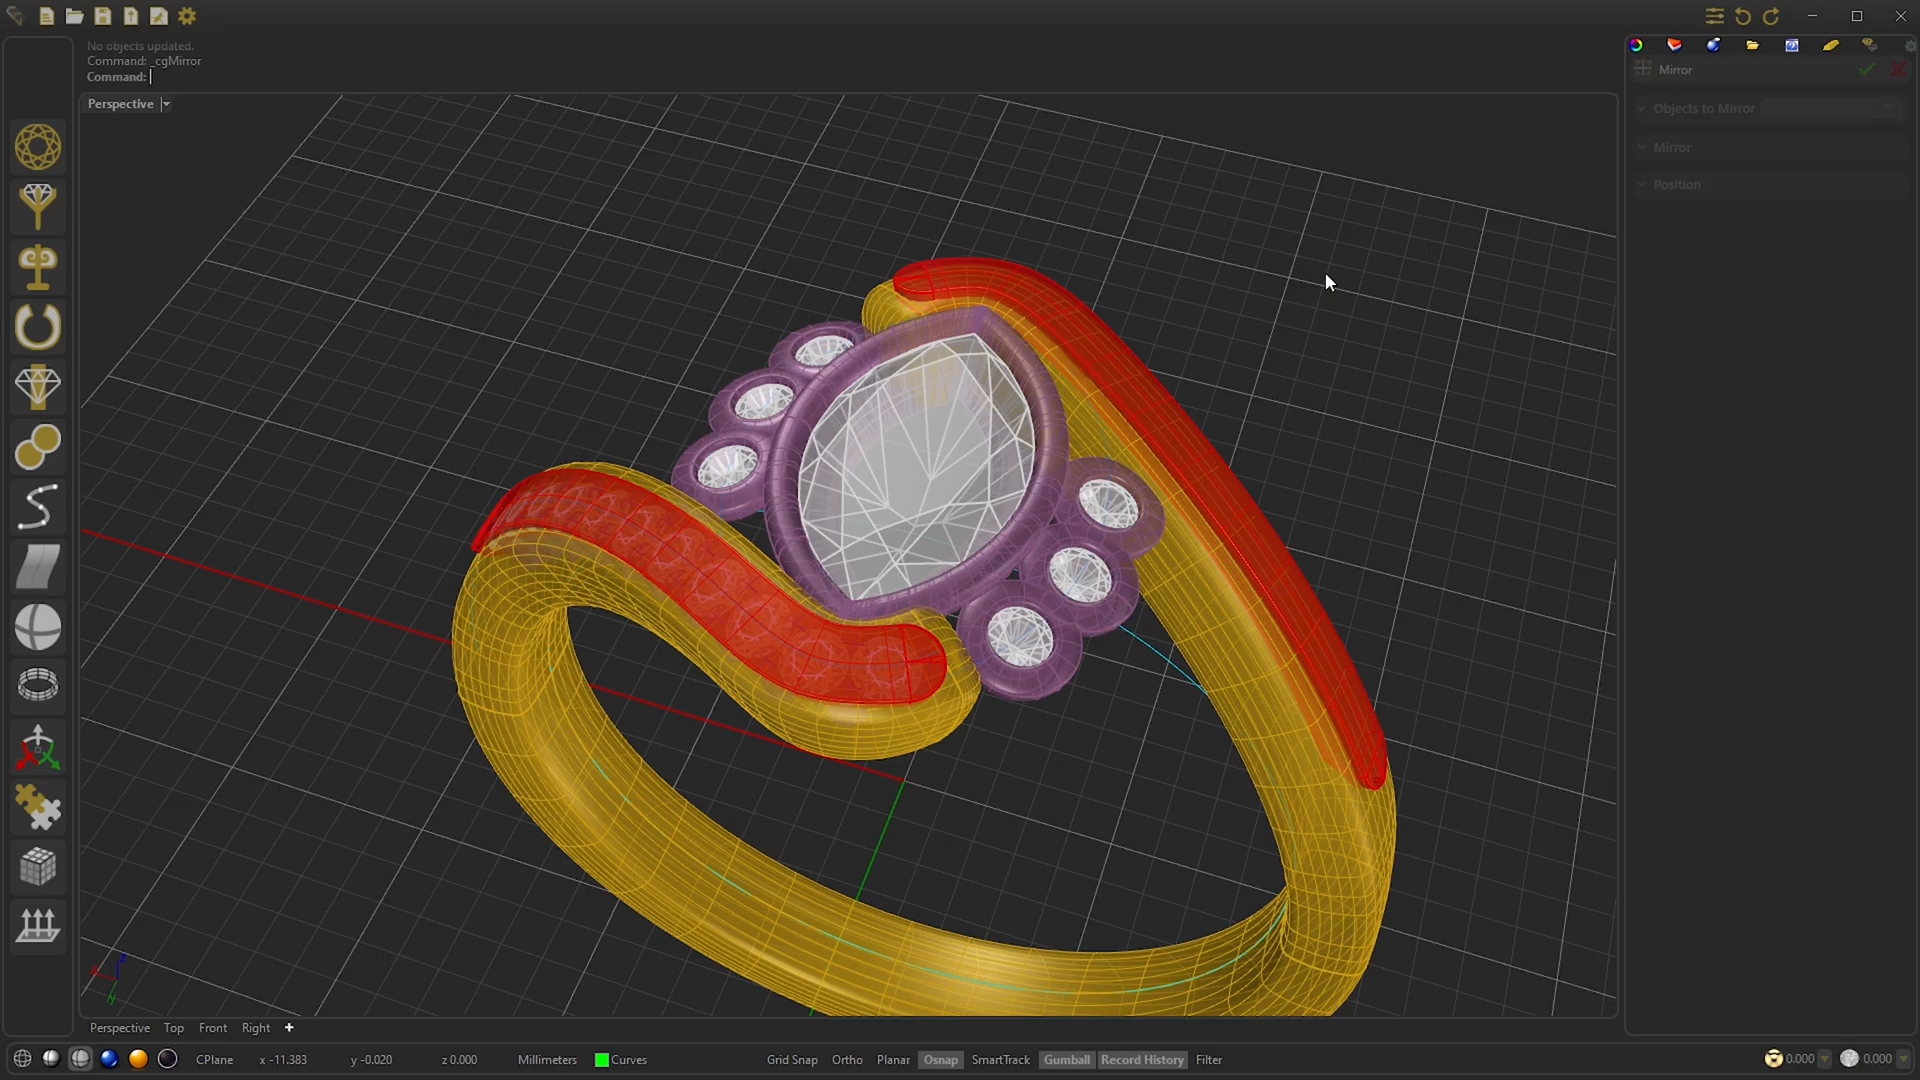 No objects updated.
Command: _cgMirror
Command:
Perspective
Mirror
Objects to Mirror
Mirror
Position
z
x
y
Perspective Top Front Right
CPlane x -11.383 y -0.020 z 0.000 Millimeters Curves Grid Snap Ortho Planar Osnap SmartTrack Gumball Record History Filter 0.000 0.000